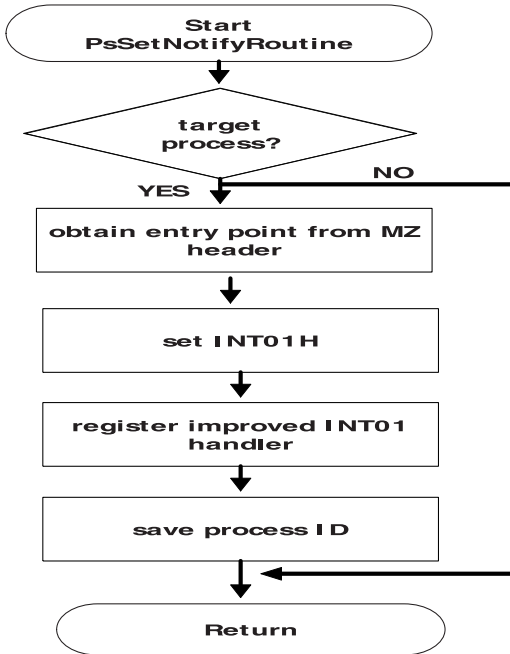 Start
PsSetNotifyRoutine
target
process?
NO
YES
obtain entry point from MZ
header
set INT01H
register improved INT01
handler
save process ID
Return